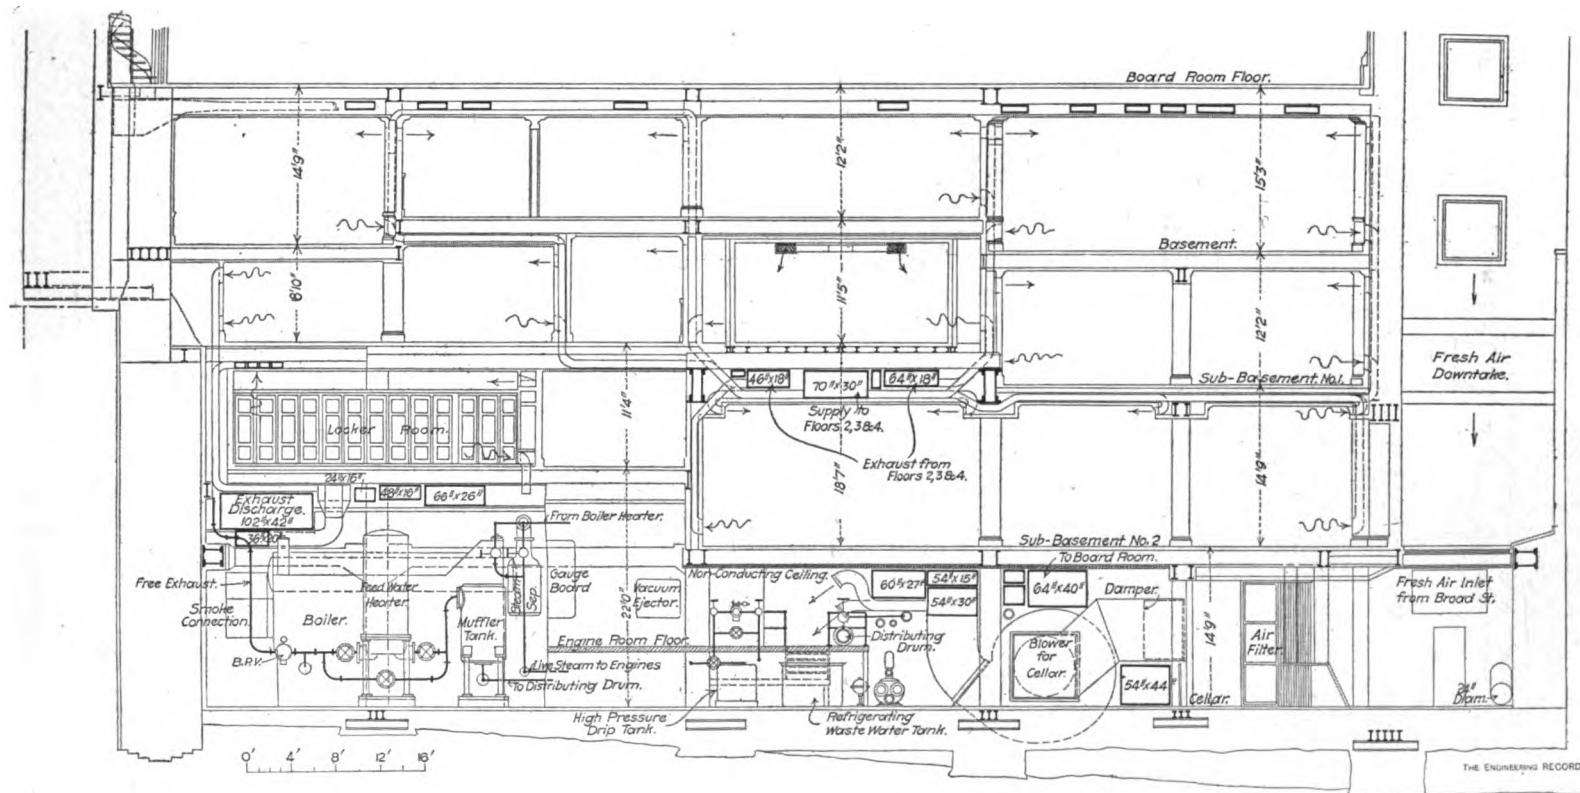 Board Room Floor.
14'9"
12'2"
15'3"
Basement.
11'5"
12'2"
Fresh Air
Downtake.
46"x18"
70"x30"
64"x18"
Sub-Basement No.1.
Supply to
Floors 2,3&4.
Locker Room.
11'4"
Exhaust from
Floors 2,3&4.
18'7"
14'9"
24"x16"
48"x16"
66"x26"
Exhaust
Discharge.
102"x42"
From Boiler Heater.
Sub-Basement No.2
To Board Room.
Free Exhaust.
Feed Water
Heater.
Steam
Sep.
Gauge
Board
Non-Conducting Ceiling.
Vacuum
Ejector.
60"x27"
54"x15"
54"x30"
64"x40"
Damper.
Fresh Air Inlet
from Broad St.
Smoke
Connection.
Boiler.
Muffler
Tank.
22'0"
Engine Room Floor.
Distributing
Drum.
Blower
for
Cellar.
14'9"
Air
Filter.
B.P.V.
Live Steam to Engines
To Distributing Drum.
54"x44"
Cellar.
24"
Diam.
High Pressure
Drip Tank.
Refrigerating
Waste Water Tank.
0' 4' 8' 12' 16'
THE ENGINEERING RECORD